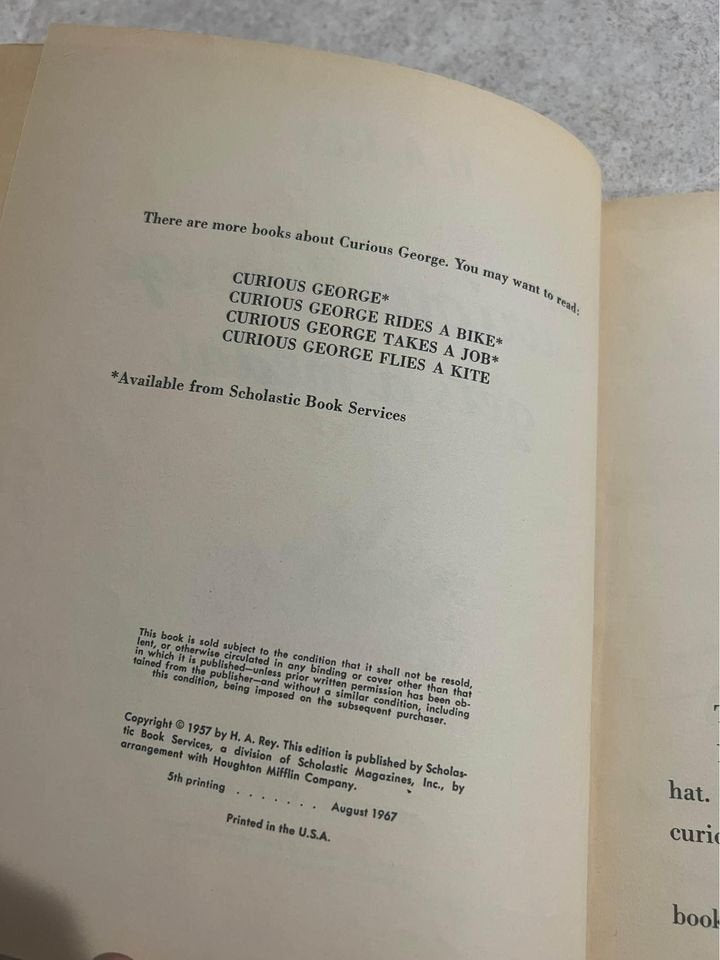 There are more books about Curious George. You may want to read:
CURIOUS GEORGE*
CURIOUS GEORGE RIDES A BIKE*
CURIOUS GEORGE TAKES A JOB*
CURIOUS GEORGE FLIES A KITE
*Available from Scholastic Book Services
This book is sold subject to the condition that it shall not be resold,
lent, or otherwise circulated in any binding or cover other than that
in which it is published—unless prior written permission has been ob-
tained from the publisher—and without a similar condition, including
this condition, being imposed on the subsequent purchaser.
Copyright © 1957 by H. A. Rey. This edition is published by Scholas-
tic Book Services, a division of Scholastic Magazines, Inc., by
arrangement with Houghton Mifflin Company.
5th printing . . . . . . . August 1967
Printed in the U.S.A.
hat.
book